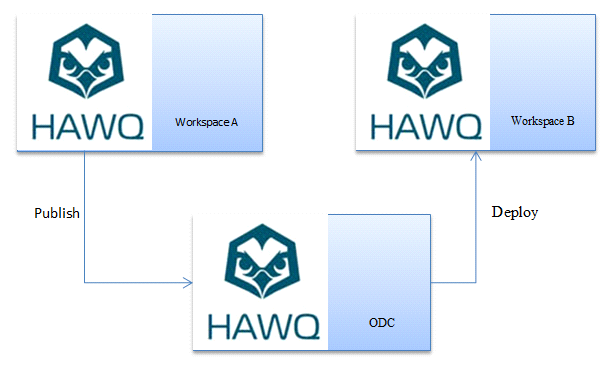 HAWQ
Workspace A
HAWQ
Workspace B
Publish
Deploy
HAWQ
ODC